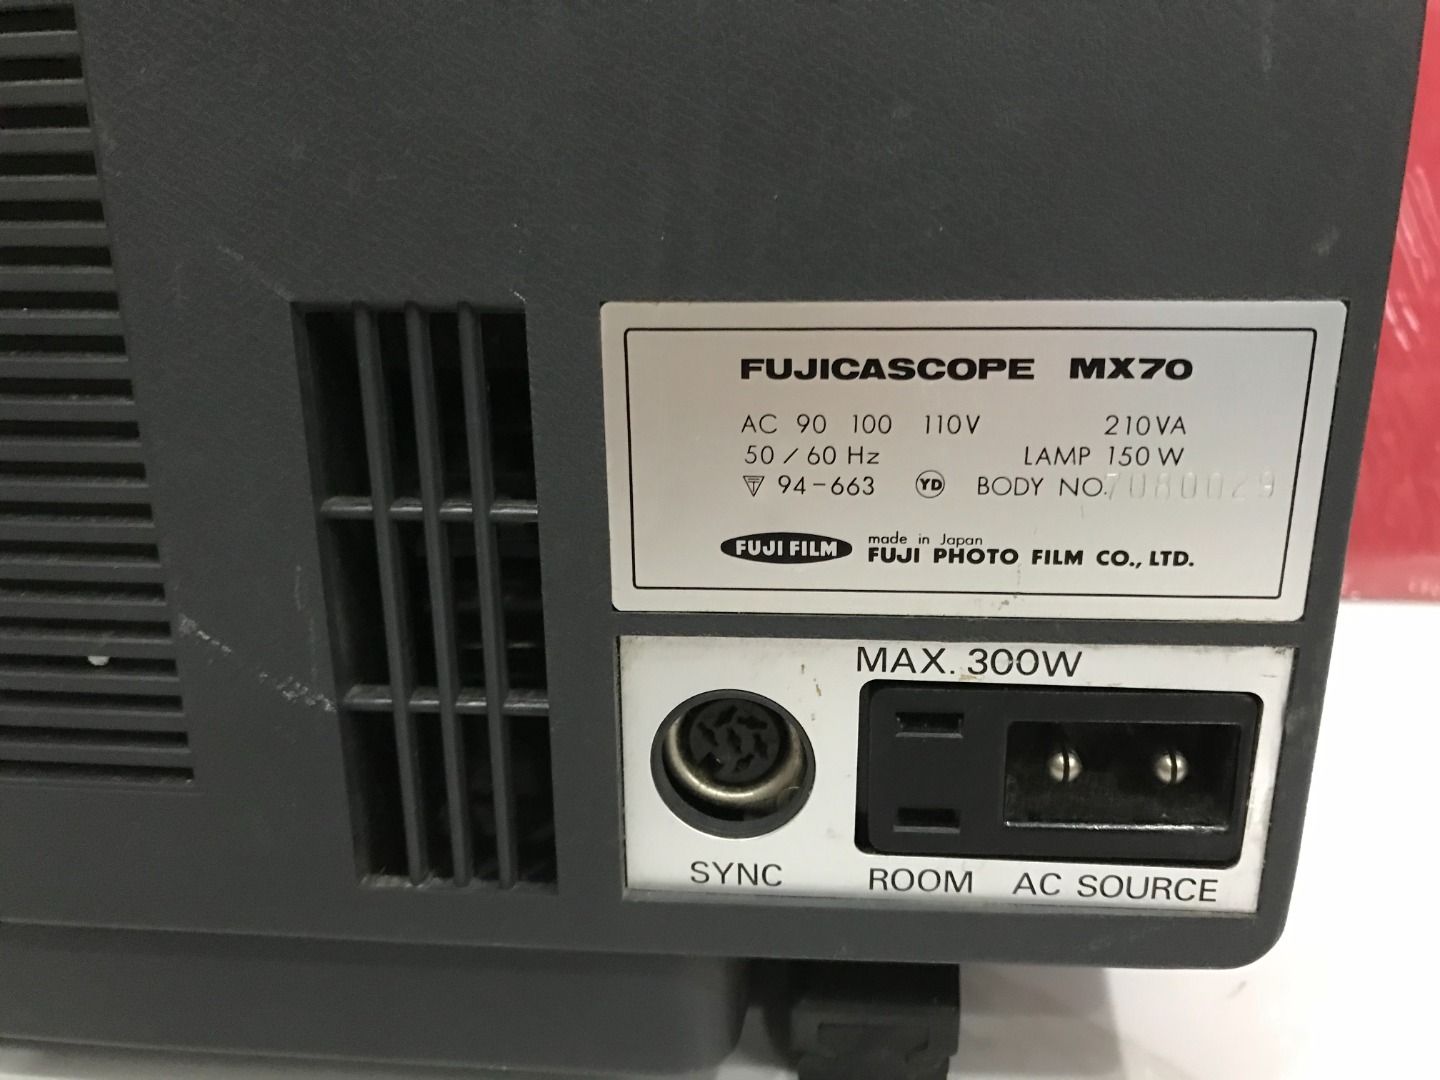 FUJICASCOPE MX70
AC 90 100 110V 210VA
50/60 Hz LAMP 150 W
94-663 YD BODY NO. 7080029
FUJI FILM made in Japan
FUJI PHOTO FILM CO., LTD.
MAX. 300W
SYNC ROOM AC SOURCE